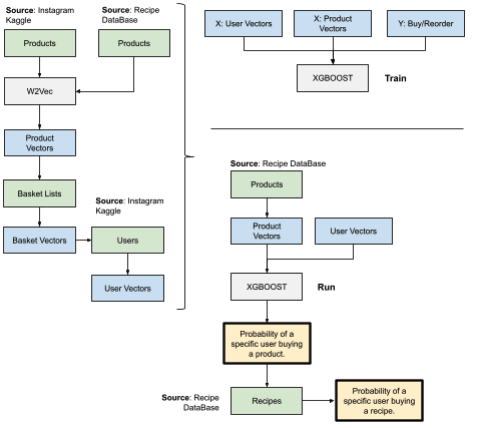 Source: Instagram
Kaggle
Source: Recipe
DataBase
Products
Products
W2Vec
Product
Vectors
Basket Lists
Source: Instagram
Kaggle
Basket Vectors
Users
User Vectors
X: User Vectors
X: Product
Vectors
Y: Buy/Reorder
XGBOOST
Train
Source: Recipe DataBase
Products
Product
Vectors
User Vectors
XGBOOST
Run
Probability of a
specific user buying
a product.
Source: Recipe
DataBase
Recipes
Probability of a
specific user buying
a recipe.